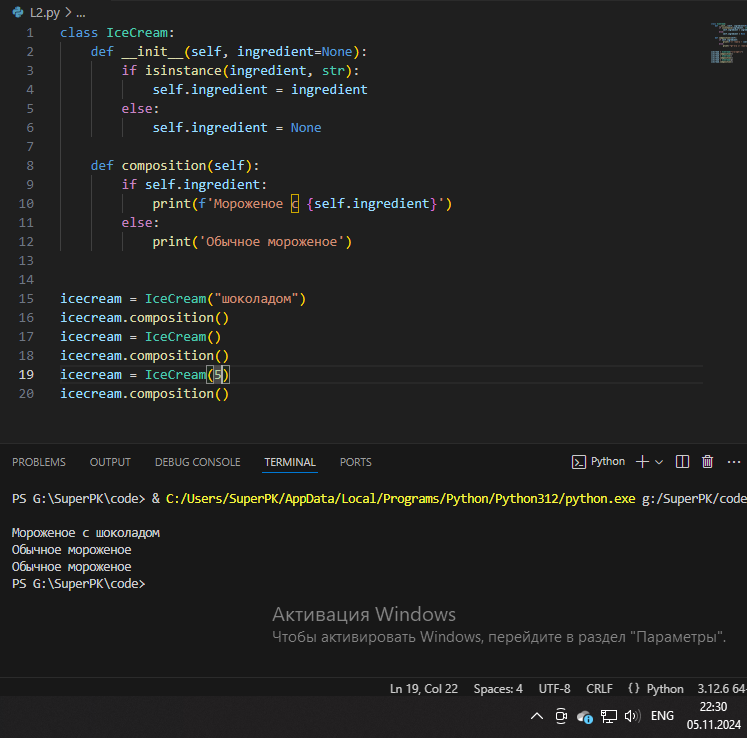 L2.py > ...
1 class IceCream:
2     def __init__(self, ingredient=None):
3         if isinstance(ingredient, str):
4             self.ingredient = ingredient
5         else:
6             self.ingredient = None
7
8     def composition(self):
9         if self.ingredient:
10             print(f'Мороженое с {self.ingredient}')
11         else:
12             print('Обычное мороженое')
13
14
15 icecream = IceCream("шоколадом")
16 icecream.composition()
17 icecream = IceCream()
18 icecream.composition()
19 icecream = IceCream(5)
20 icecream.composition()
PROBLEMS OUTPUT DEBUG CONSOLE TERMINAL PORTS Python
PS G:\SuperPK\code> & C:/Users/SuperPK/AppData/Local/Programs/Python/Python312/python.exe g:/SuperPK/code
Мороженое с шоколадом
Обычное мороженое
Обычное мороженое
PS G:\SuperPK\code>
Активация Windows
Чтобы активировать Windows, перейдите в раздел "Параметры".
Ln 19, Col 22 Spaces: 4 UTF-8 CRLF {} Python 3.12.6 64-
ENG 22:30
05.11.2024